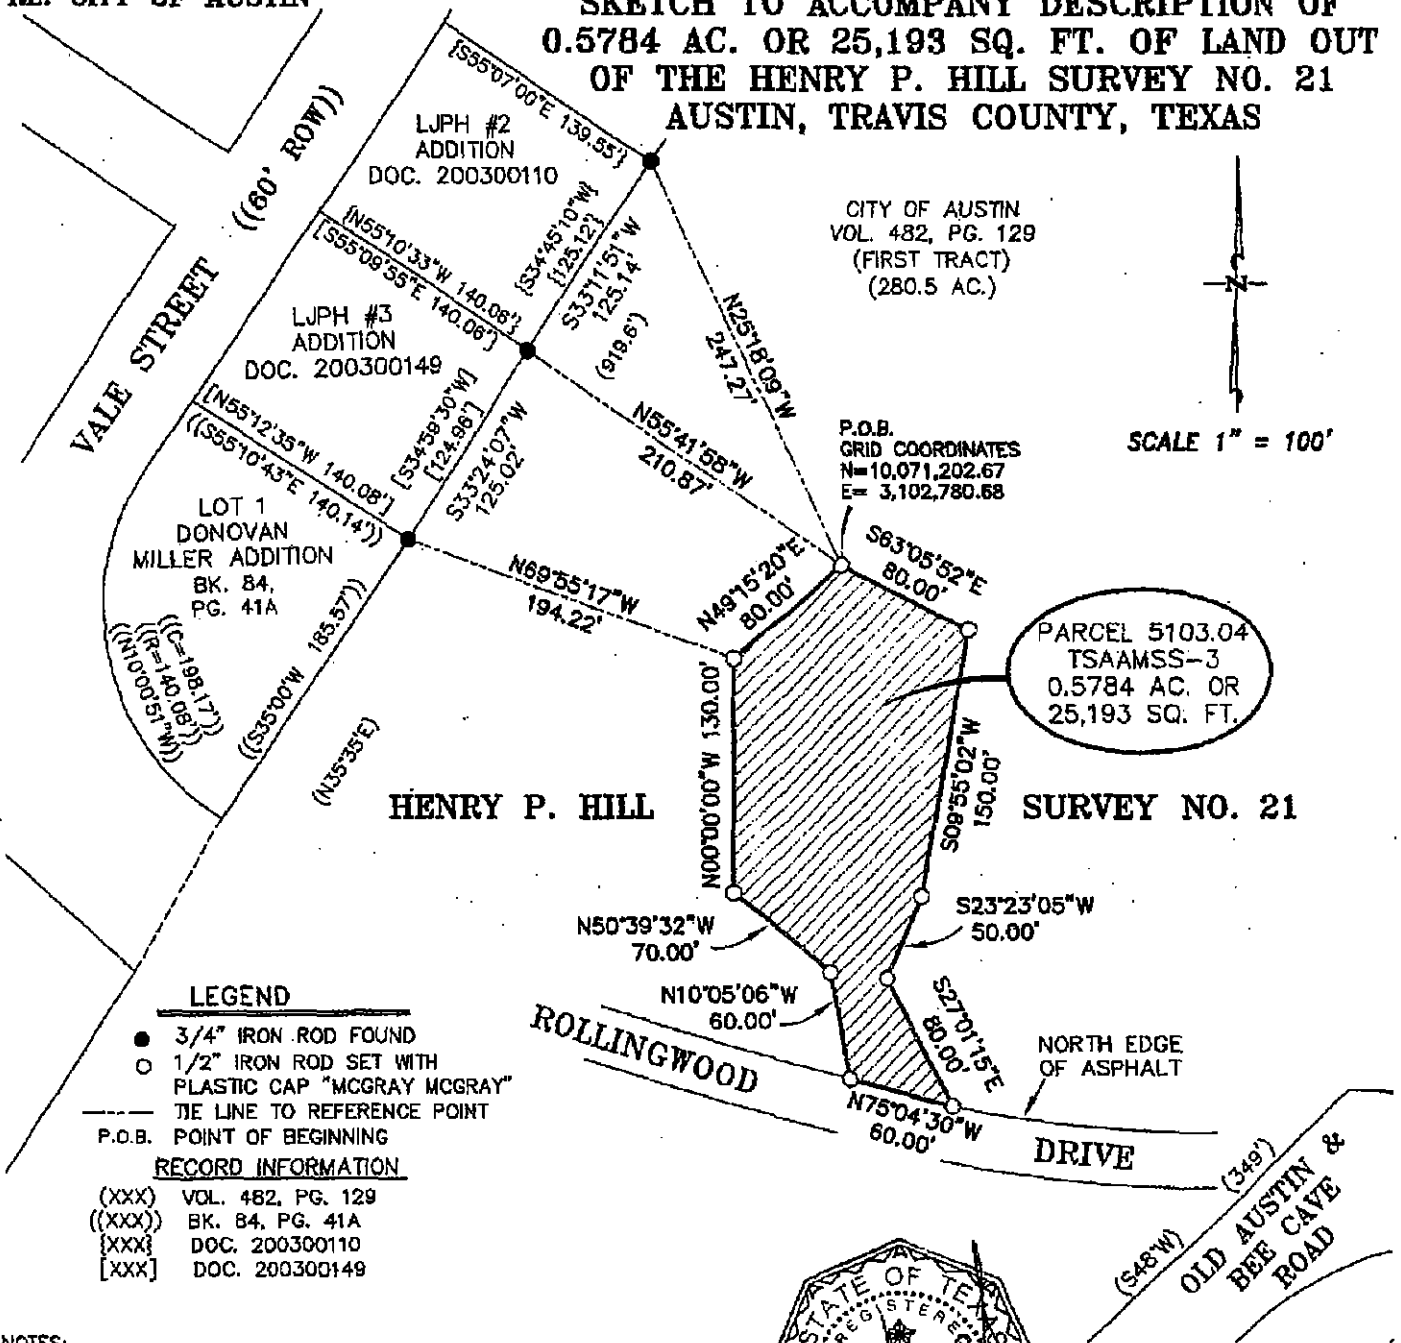 RE: CITY OF AUSTIN
SKETCH TO ACCOMPANY DESCRIPTION OF
0.5784 AC. OR 25,193 SQ. FT. OF LAND OUT
OF THE HENRY P. HILL SURVEY NO. 21
AUSTIN, TRAVIS COUNTY, TEXAS
{S55°07'00"E 139.55'}
LJPH #2
ADDITION
DOC. 200300110
VALE STREET ((60' ROW))
{N55°10'33"W 140.06'}
[S55°09'55"E 140.06']
{S34°45'10"W}
{125.12'}
S33°11'51"W
125.14'
(919.6')
CITY OF AUSTIN
VOL. 482, PG. 129
(FIRST TRACT)
(280.5 AC.)
N
SCALE 1" = 100'
LJPH #3
ADDITION
DOC. 200300149
N25°18'09"W
247.27'
[N55°12'35"W 140.08']
((S55°10'43"E 140.14'))
[S34°59'30"W]
[124.96']
S33°24'07"W
125.02'
N55°41'58"W
210.87'
P.O.B.
GRID COORDINATES
N=10,071,202.67
E= 3,102,780.68
LOT 1
DONOVAN
MILLER ADDITION
BK. 84,
PG. 41A
((C=198.17'))
((R=140.08'))
((N10°00'51"W))
((S35°00'W 185.57'))
(N35°35'E)
N69°55'17"W
194.22'
N49°15'20"E
80.00'
S63°05'52"E
80.00'
PARCEL 5103.04
TSAAMSS-3
0.5784 AC. OR
25,193 SQ. FT.
N00°00'00"W 130.00'
S09°55'02"W
150.00'
HENRY P. HILL SURVEY NO. 21
N50°39'32"W
70.00'
S23°23'05"W
50.00'
N10°05'06"W
60.00'
S27°01'15"E
80.00'
ROLLINGWOOD DRIVE
N75°04'30"W
60.00'
NORTH EDGE
OF ASPHALT
LEGEND
3/4" IRON ROD FOUND
1/2" IRON ROD SET WITH
PLASTIC CAP "MCGRAY MCGRAY"
TIE LINE TO REFERENCE POINT
P.O.B. POINT OF BEGINNING
RECORD INFORMATION
(XXX) VOL. 482, PG. 129
((XXX)) BK. 84, PG. 41A
{XXX} DOC. 200300110
[XXX] DOC. 200300149
(S48°W) (349')
OLD AUSTIN &
BEE CAVE
ROAD
STATE OF TEXAS
REGISTERED
NOTES: